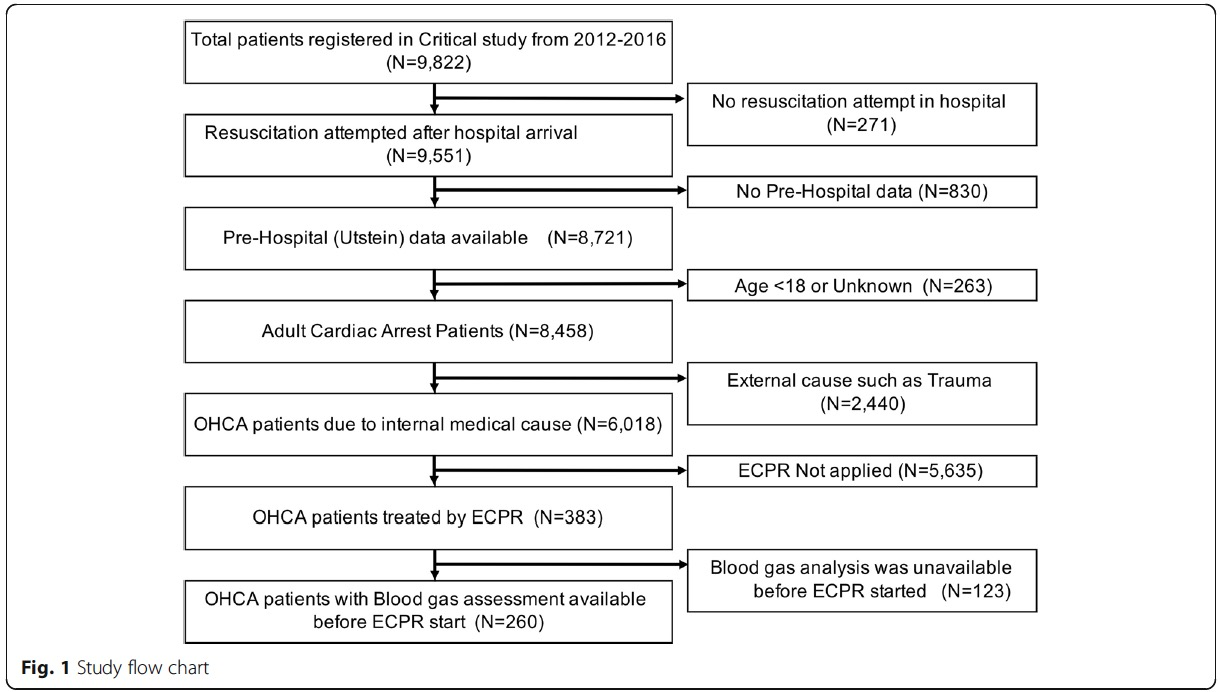 Total patients registered in Critical study from 2012-2016
(N=9,822)
No resuscitation attempt in hospital
(N=271)
Resuscitation attempted after hospital arrival
(N=9,551)
No Pre-Hospital data (N=830)
Pre-Hospital (Utstein) data available (N=8,721)
Age <18 or Unknown (N=263)
Adult Cardiac Arrest Patients (N=8,458)
External cause such as Trauma
(N=2,440)
OHCA patients due to internal medical cause (N=6,018)
ECPR Not applied (N=5,635)
OHCA patients treated by ECPR (N=383)
Blood gas analysis was unavailable
before ECPR started (N=123)
OHCA patients with Blood gas assessment available
before ECPR start (N=260)
Fig. 1 Study flow chart